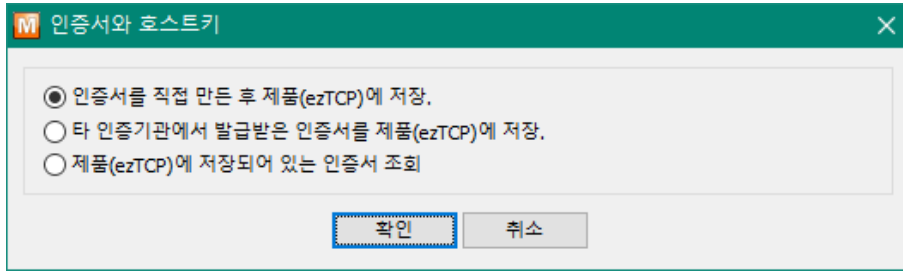 M 인증서와 호스트키
인증서를 직접 만든 후 제품(ezTCP)에 저장.
타 인증기관에서 발급받은 인증서를 제품(ezTCP)에 저장.
제품(ezTCP)에 저장되어 있는 인증서 조회
확인 취소